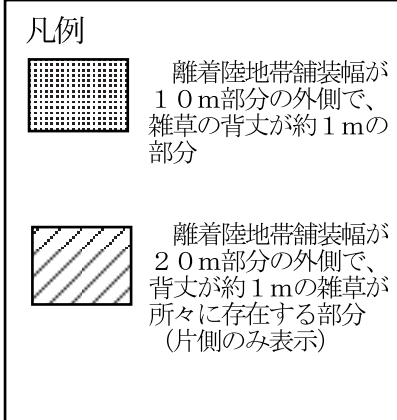 凡例
離着陸地帯舗装幅が
１０ｍ部分の外側で、
雑草の背丈が約１ｍの
部分
離着陸地帯舗装幅が
２０ｍ部分の外側で、
背丈が約１ｍの雑草が
所々に存在する部分
（片側のみ表示）